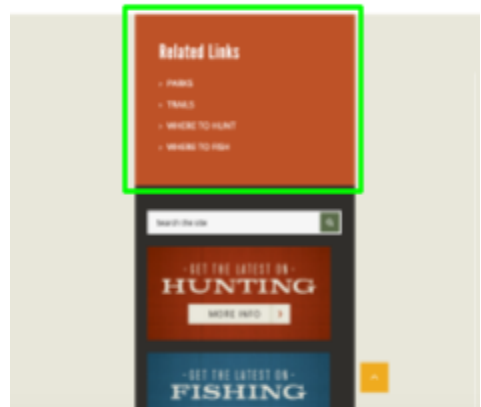 Related Links
› PARKS
› TRAILS
› WHERE TO HUNT
› WHERE TO FISH
Search the site
- GET THE LATEST ON -
HUNTING
MORE INFO ›
- GET THE LATEST ON -
FISHING